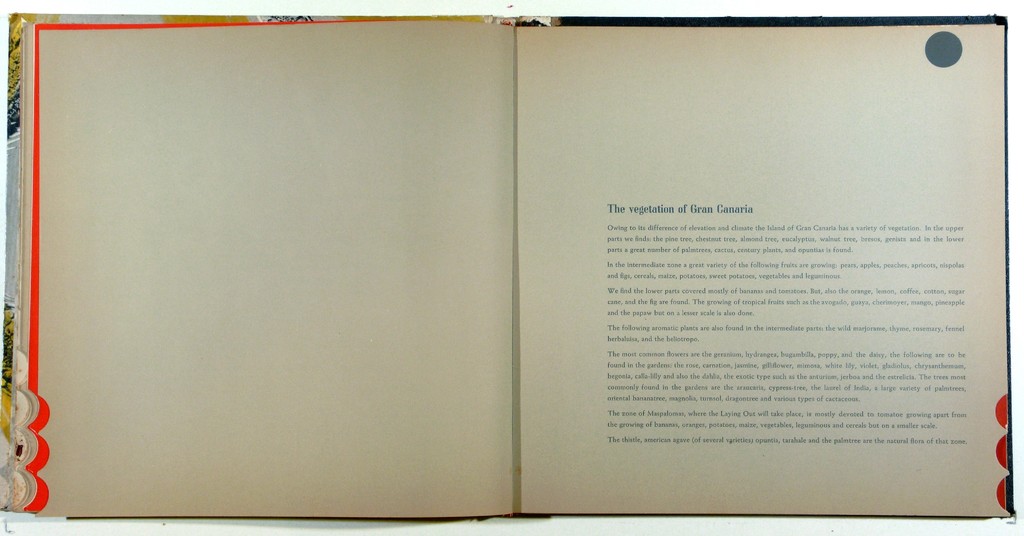 The vegetation of Gran Canaria
Owing to its difference of elevation and climate the Island of Gran Canaria has a variety of vegetation. In the upper
parts we finds: the pine tree, chestnut tree, almond tree, eucalyptus, walnut tree, bresos, genista and in the lower
parts a great number of palmtrees, cactus, century plants, and opuntias is found.
In the intermediate zone a great variety of the following fruits are growing: pears, apples, peaches, apricots, nispolas
and figs, cereals, maize, potatoes, sweet potatoes, vegetables and leguminous.
We find the lower parts covered mostly of bananas and tomatoes. But, also the orange, lemon, coffee, cotton, sugar
cane, and the fig are found. The growing of tropical fruits such as the avogado, guaya, cherimoyer, mango, pineapple
and the papaw but on a lesser scale is also done.
The following aromatic plants are also found in the intermediate parts: the wild marjorame, thyme, rosemary, fennel
herbaluisa, and the heliotropo.
The most common flowers are the geranium, hydrangea, bugambilla, poppy, and the daisy, the following are to be
found in the gardens: the rose, carnation, jasmine, gilliflower, mimosa, white lily, violet, gladiolus, chrysanthemum,
begonia, calla-lilly and also the dahlia, the exotic type such as the anturium, jerbua and the estrelicia. The trees most
commonly found in the gardens are the araucaria, cypress-tree, the laurel of India, a large variety of palmtrees,
oriental bananatree, magnolia, turnsol, dragontree and various types of cactaceous.
The zone of Maspalomas, where the Laying Out will take place, is mostly devoted to tomatoe growing apart from
the growing of bananas, oranges, potatoes, maize, vegetables, leguminous and cereals but on a smaller scale.
The thistle, american agave (of several varieties) opuntia, tarahale and the palmtree are the natural flora of that zone.